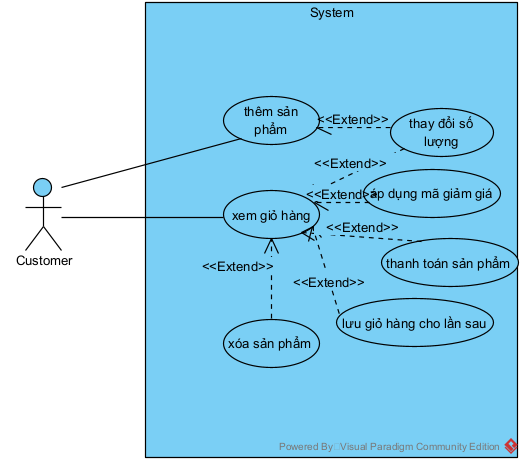 System
thêm sản
phẩm
<<Extend>>
thay đổi số
lượng
<<Extend>>
<<Extend>>
áp dụng mã giảm giá
xem giỏ hàng
<<Extend>>
Customer
thanh toán sản phẩm
<<Extend>>
<<Extend>>
lưu giỏ hàng cho lần sau
xóa sản phẩm
Powered By Visual Paradigm Community Edition